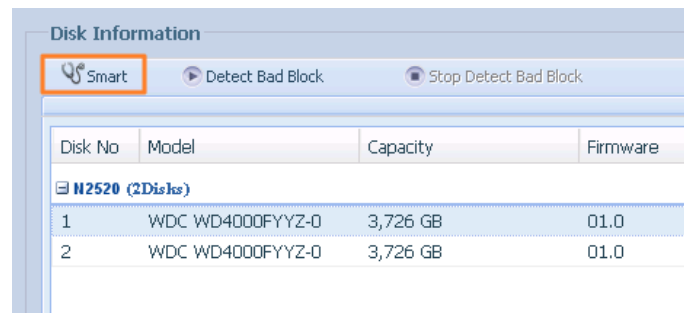 Disk Information
Smart Detect Bad Block Stop Detect Bad Block
Disk No Model Capacity Firmware
N2520 (2Disks)
1 WDC WD4000FYYZ-0 3,726 GB 01.0
2 WDC WD4000FYYZ-0 3,726 GB 01.0